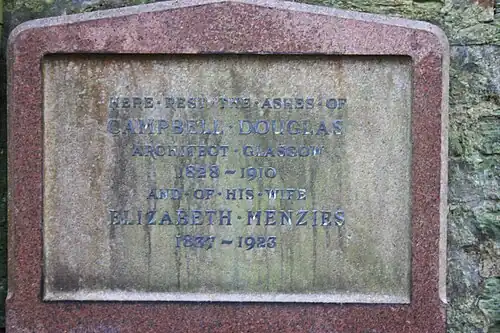 HERE·REST·THE·ASHES·OF
CAMPBELL·DOUGLAS
ARCHITECT·GLASGOW
1828~1910
AND·OF·HIS·WIFE
ELIZABETH·MENZIES
1837~1923